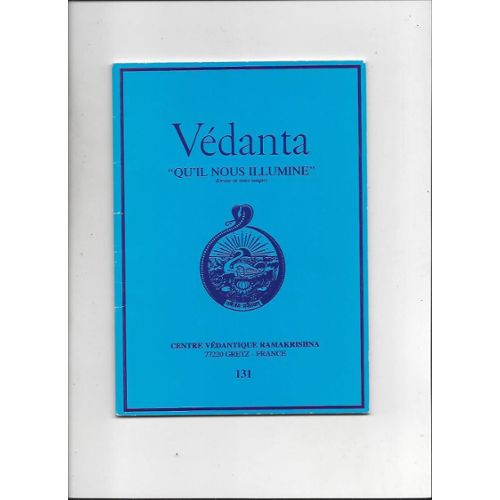 Védanta
"QU'IL NOUS ILLUMINE"
CENTRE VÉDANTIQUE RAMAKRISHNA
77220 GRETZ - FRANCE
131